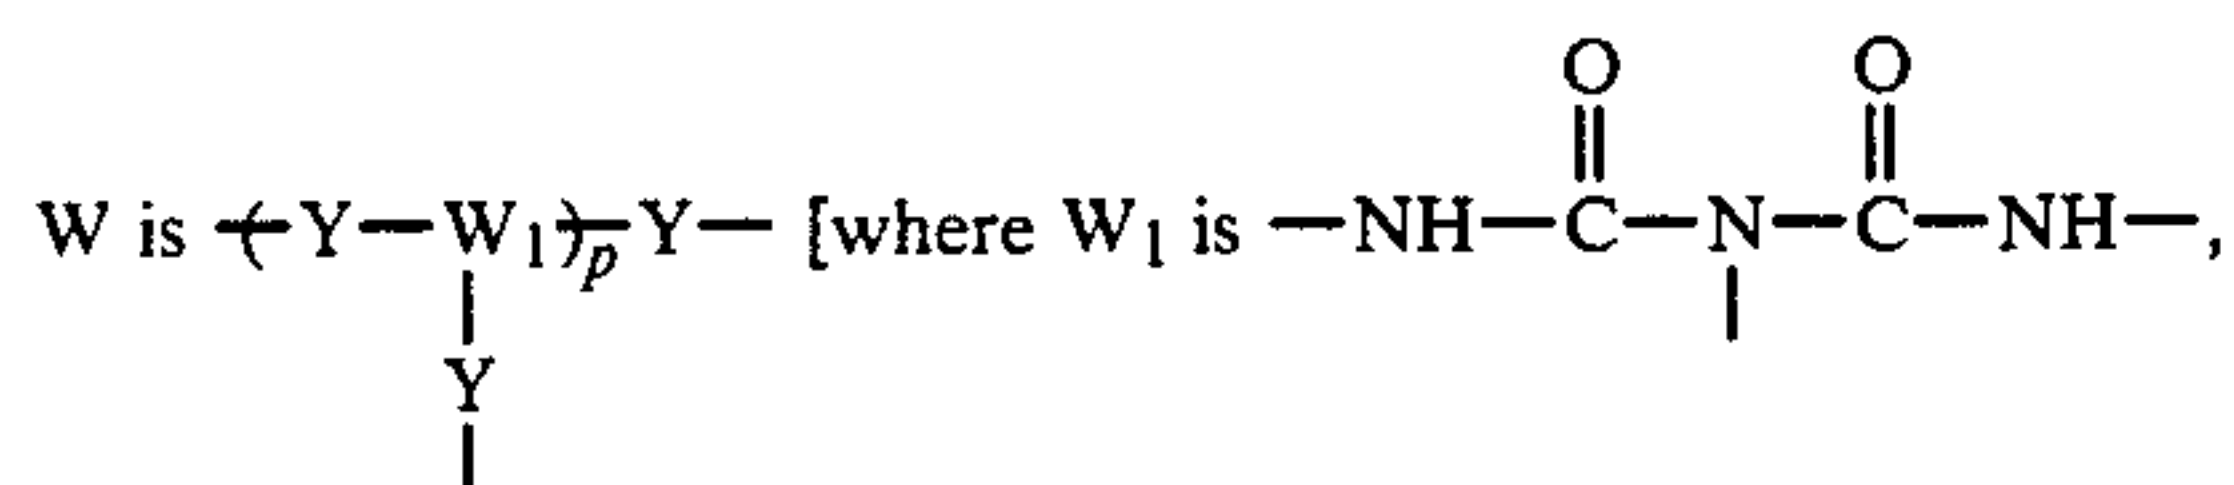 O O
W is (Y—W1)p—Y— [where W1 is —NH—C—N—C—NH—,
Y